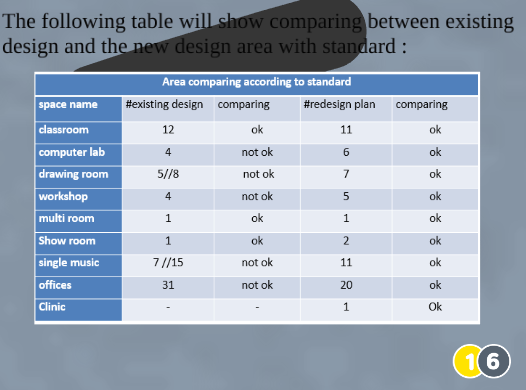 The following table will show comparing between existing
design and the new design area with standard :
Area comparing according to standard
space name #existing design comparing #redesign plan comparing
classroom 12 ok 11 ok
computer lab 4 not ok 6 ok
drawing room 5//8 not ok 7 ok
workshop 4 not ok 5 ok
multi room 1 ok 1 ok
Show room 1 ok 2 ok
single music 7 //15 not ok 11 ok
offices 31 not ok 20 ok
Clinic - - 1 Ok
16